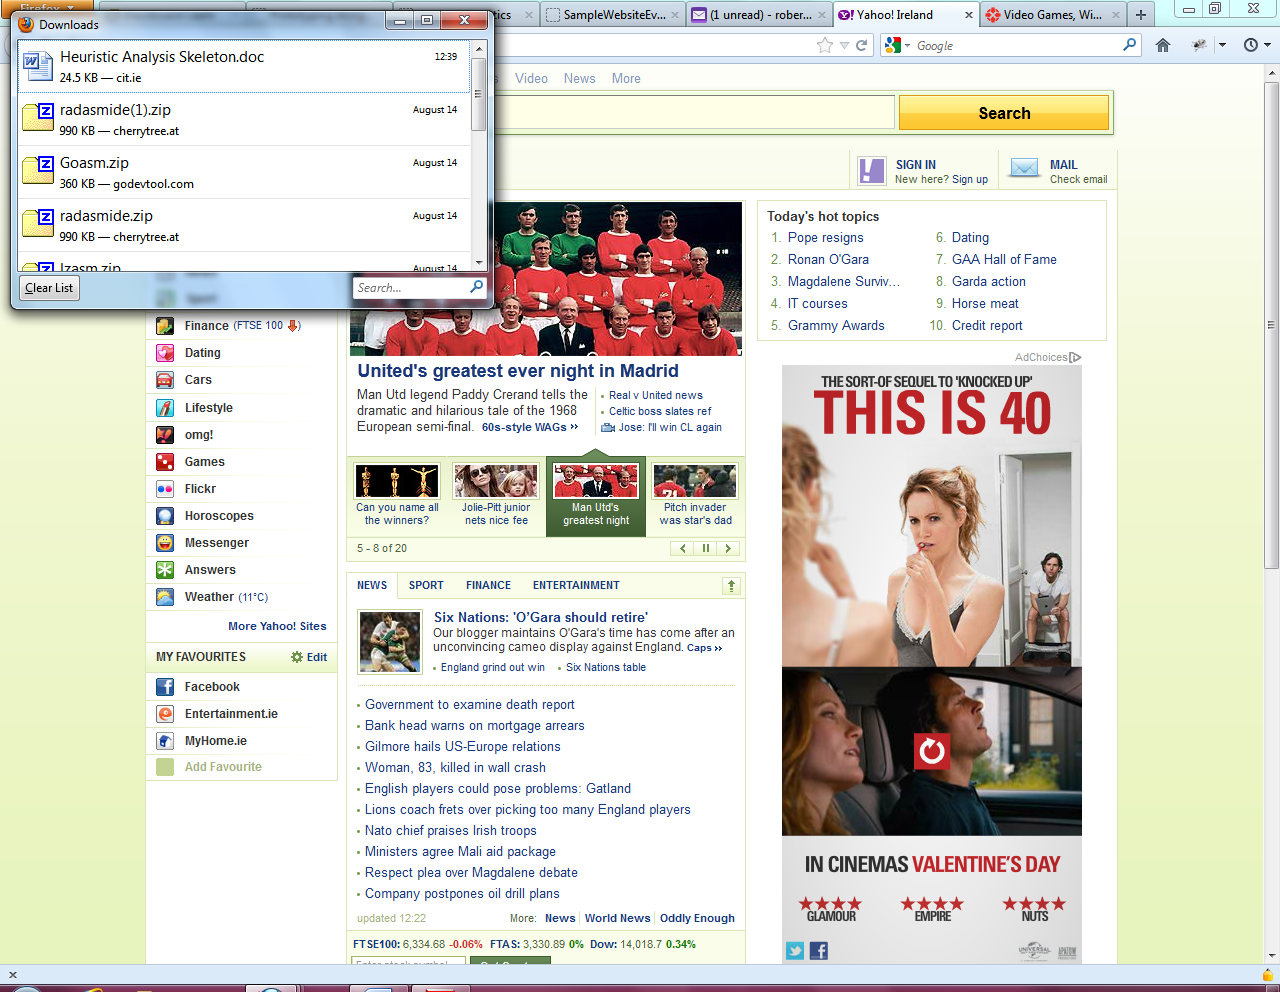 Firefox
Downloads
Heuristic Analysis Skeleton.doc
12:39
24.5 KB — cit.ie
radasmide(1).zip
August 14
990 KB — cherrytree.at
Goasm.zip
August 14
360 KB — godevtool.com
radasmide.zip
August 14
990 KB — cherrytree.at
Izasm.zip
August 14
Clear List
Search...
SampleWebsiteEv...
(1 unread) - rober...
Yahoo! Ireland
Video Games, Wi...
Google
Video
News
More
Search
SIGN IN
New here? Sign up
MAIL
Check email
Finance (FTSE 100)
Dating
Cars
Lifestyle
omg!
Games
Flickr
Horoscopes
Messenger
Answers
Weather (11°C)
More Yahoo! Sites
MY FAVOURITES
Edit
Facebook
Entertainment.ie
MyHome.ie
Add Favourite
United's greatest ever night in Madrid
Man Utd legend Paddy Crerand tells the
dramatic and hilarious tale of the 1968
European semi-final. 60s-style WAGs »
Real v United news
Celtic boss slates ref
Jose: I'll win CL again
Can you name all
the winners?
Jolie-Pitt junior
nets nice fee
Man Utd's
greatest night
Pitch invader
was star's dad
5 - 8 of 20
NEWS
SPORT
FINANCE
ENTERTAINMENT
Six Nations: 'O'Gara should retire'
Our blogger maintains O'Gara's time has come after an
unconvincing cameo display against England. Caps »
England grind out win
Six Nations table
Government to examine death report
Bank head warns on mortgage arrears
Gilmore hails US-Europe relations
Woman, 83, killed in wall crash
English players could pose problems: Gatland
Lions coach frets over picking too many England players
Nato chief praises Irish troops
Ministers agree Mali aid package
Respect plea over Magdalene debate
Company postpones oil drill plans
updated 12:22
More: News World News Oddly Enough
FTSE100: 6,334.68 -0.06% FTAS: 3,330.89 0% Dow: 14,018.7 0.34%
Today's hot topics
1. Pope resigns
2. Ronan O'Gara
3. Magdalene Surviv...
4. IT courses
5. Grammy Awards
6. Dating
7. GAA Hall of Fame
8. Garda action
9. Horse meat
10. Credit report
AdChoices
THE SORT-OF SEQUEL TO 'KNOCKED UP'
THIS IS 40
IN CINEMAS VALENTINE'S DAY
GLAMOUR
EMPIRE
NUTS
UNIVERSAL
APATOW